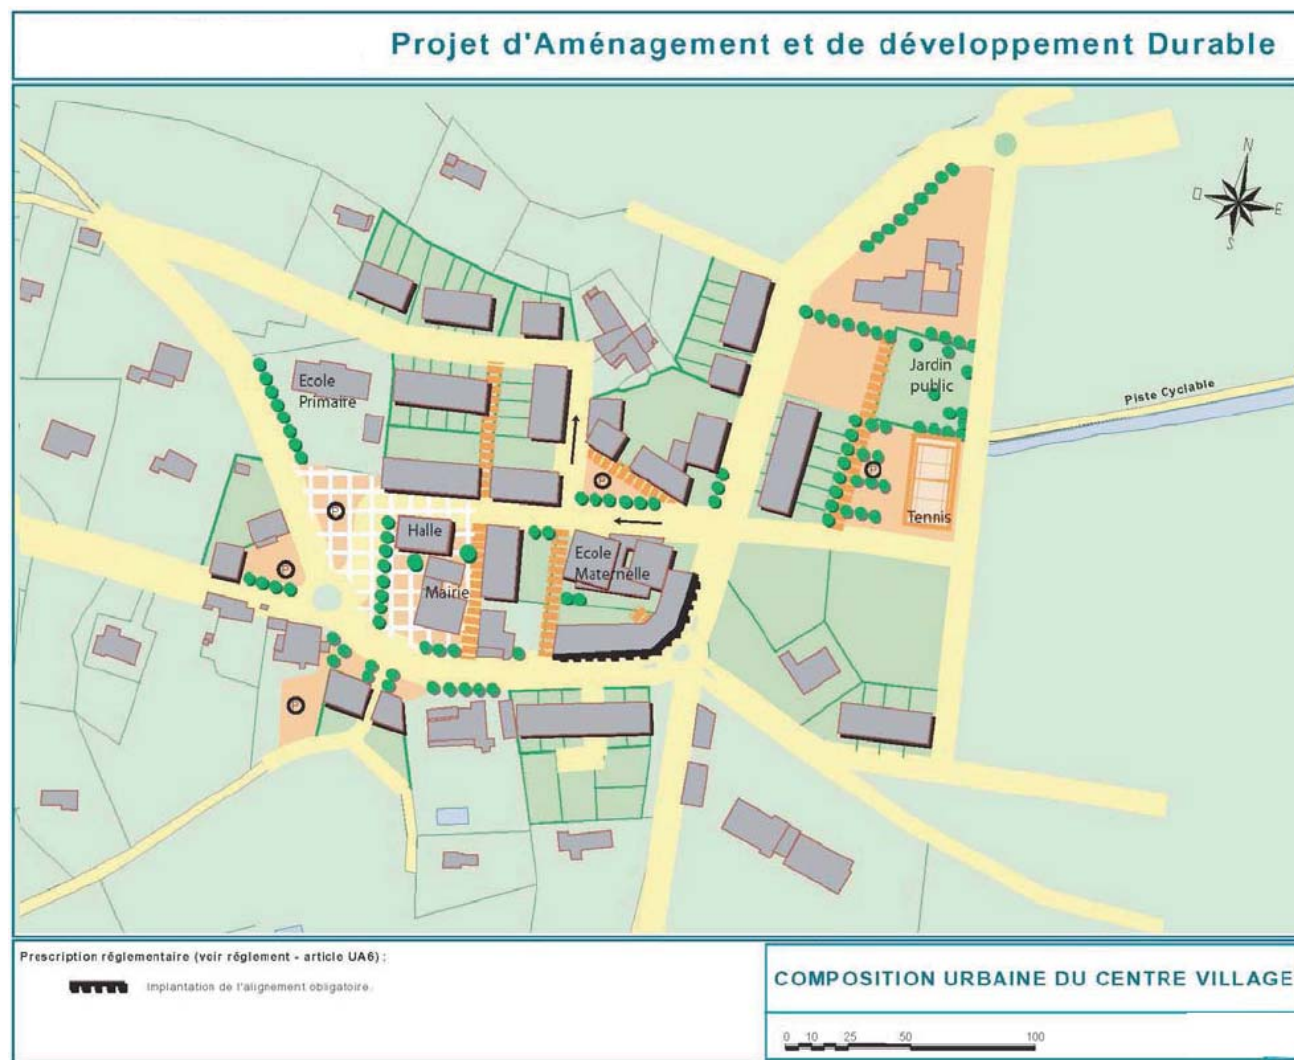 Projet d'Aménagement et de développement Durable
N
O
E
S
Jardin
public
Piste Cyclable
Ecole
Primaire
P
P
Tennis
P
Halle
Ecole
Maternelle
P
Mairie
P
Prescription réglementaire (voir réglement - article UA6) :
Implantation de l'alignement obligatoire.
COMPOSITION URBAINE DU CENTRE VILLAGE
0 10 25 50 100